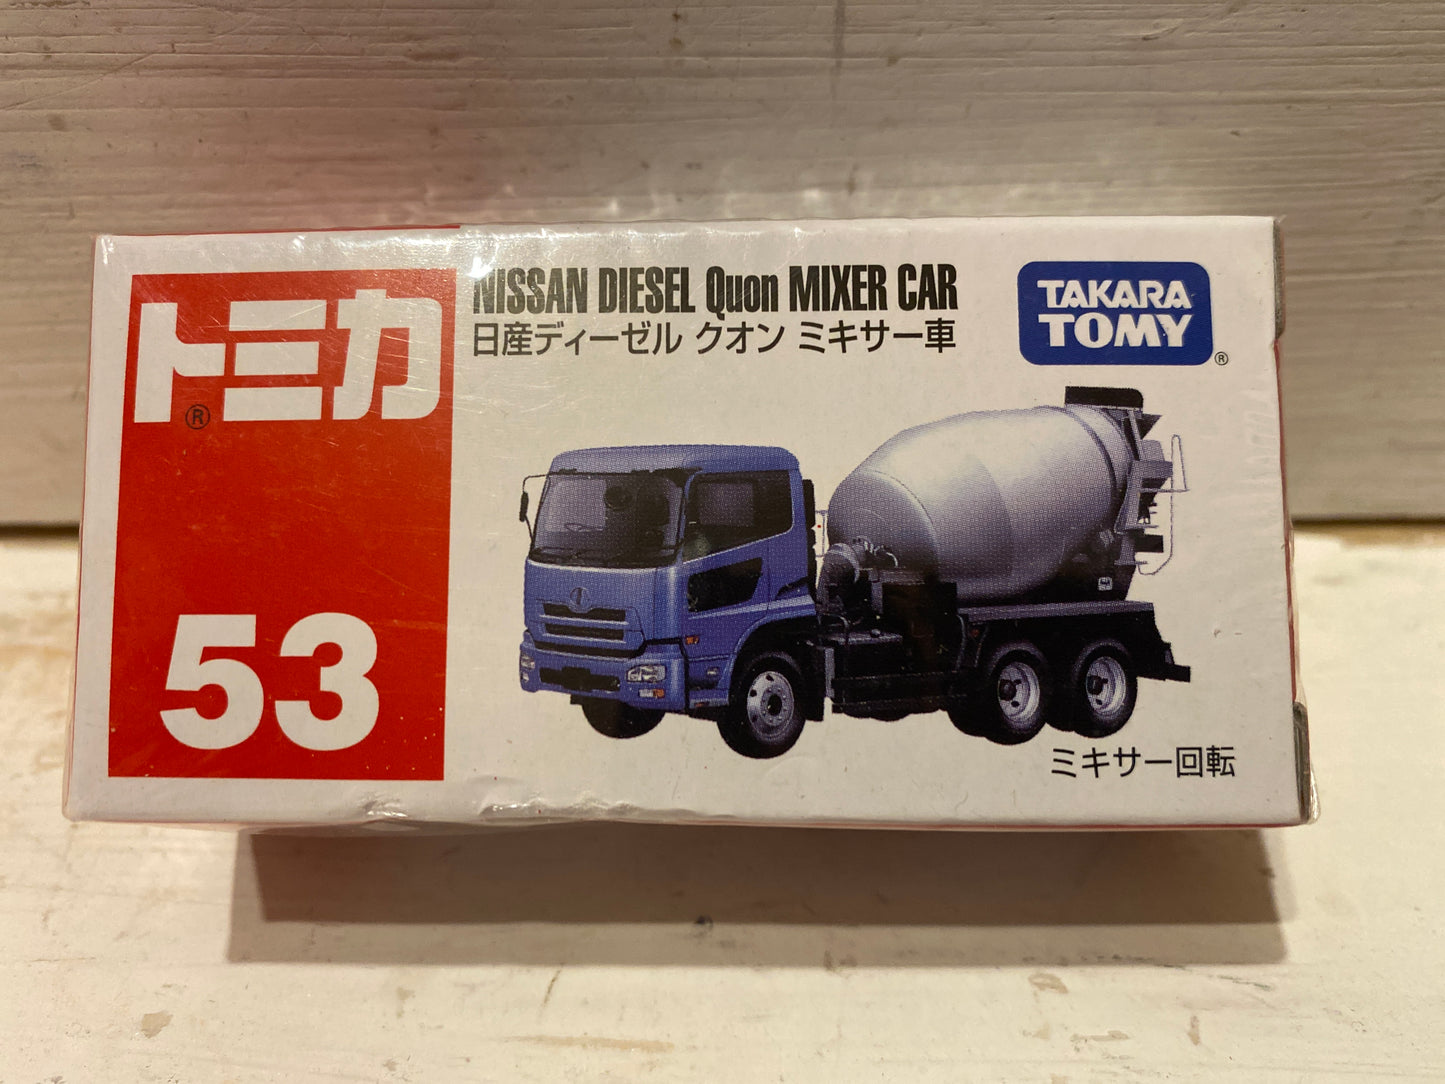 トミカ
®
53
NISSAN DIESEL Quon MIXER CAR
日産ディーゼル クオン ミキサー車
TAKARA
TOMY
®
ミキサー回転